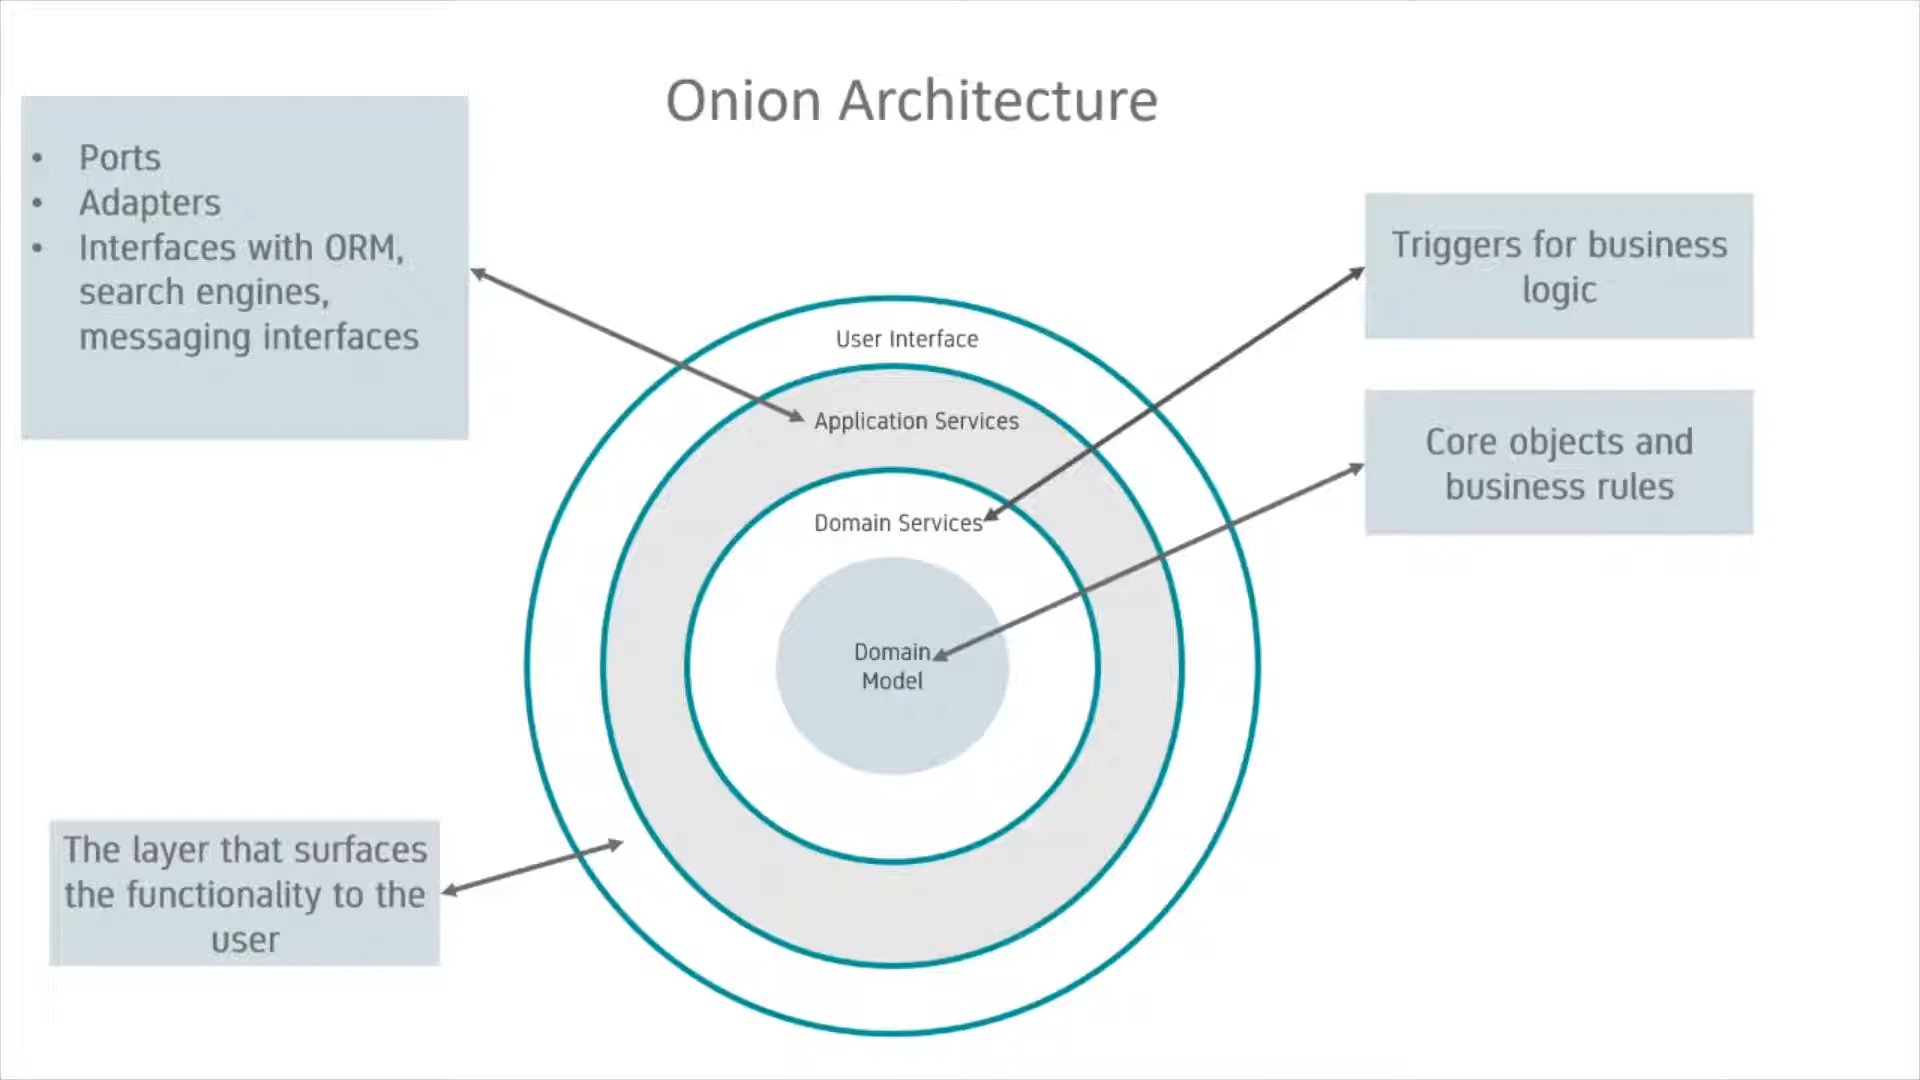 Onion Architecture
• Ports
• Adapters
• Interfaces with ORM,
search engines,
messaging interfaces
Triggers for business
logic
User Interface
Application Services
Core objects and
business rules
Domain Services
Domain
Model
The layer that surfaces
the functionality to the
user